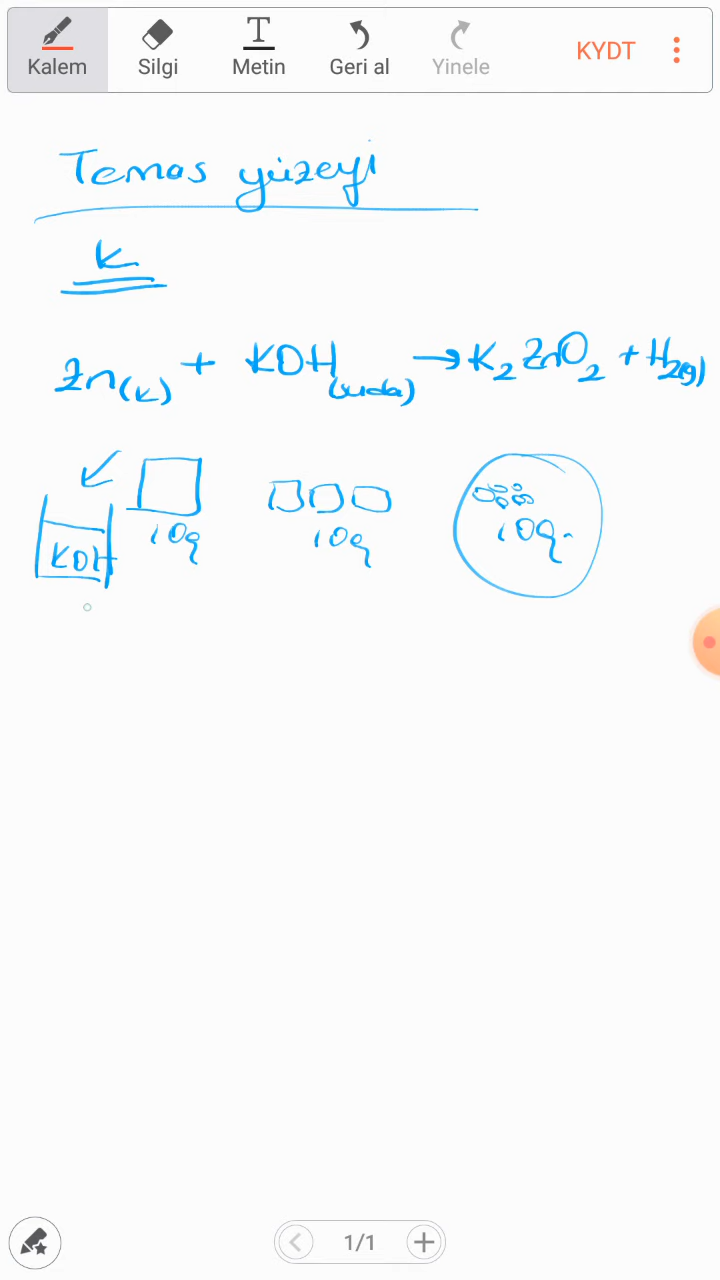 Kalem Silgi Metin Geri al Yinele KYDT
Temas yüzeyi
k
Zn(k) + KOH(suda) → K2ZnO2 + H2(g)
10g 10g 10g
KOH
1/1